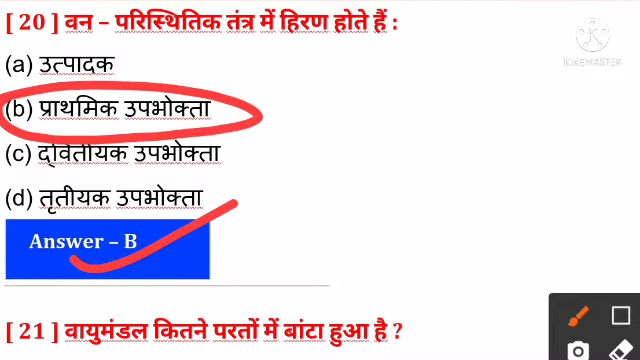 [ 20 ] वन – परिस्थितिक तंत्र में हिरण होते हैं :
(a) उत्पादक
(b) प्राथमिक उपभोक्ता
(c) द्वितीयक उपभोक्ता
(d) तृतीयक उपभोक्ता
Answer – B
[ 21 ] वायुमंडल कितने परतों में बांटा हुआ है ?
KINEMASTER